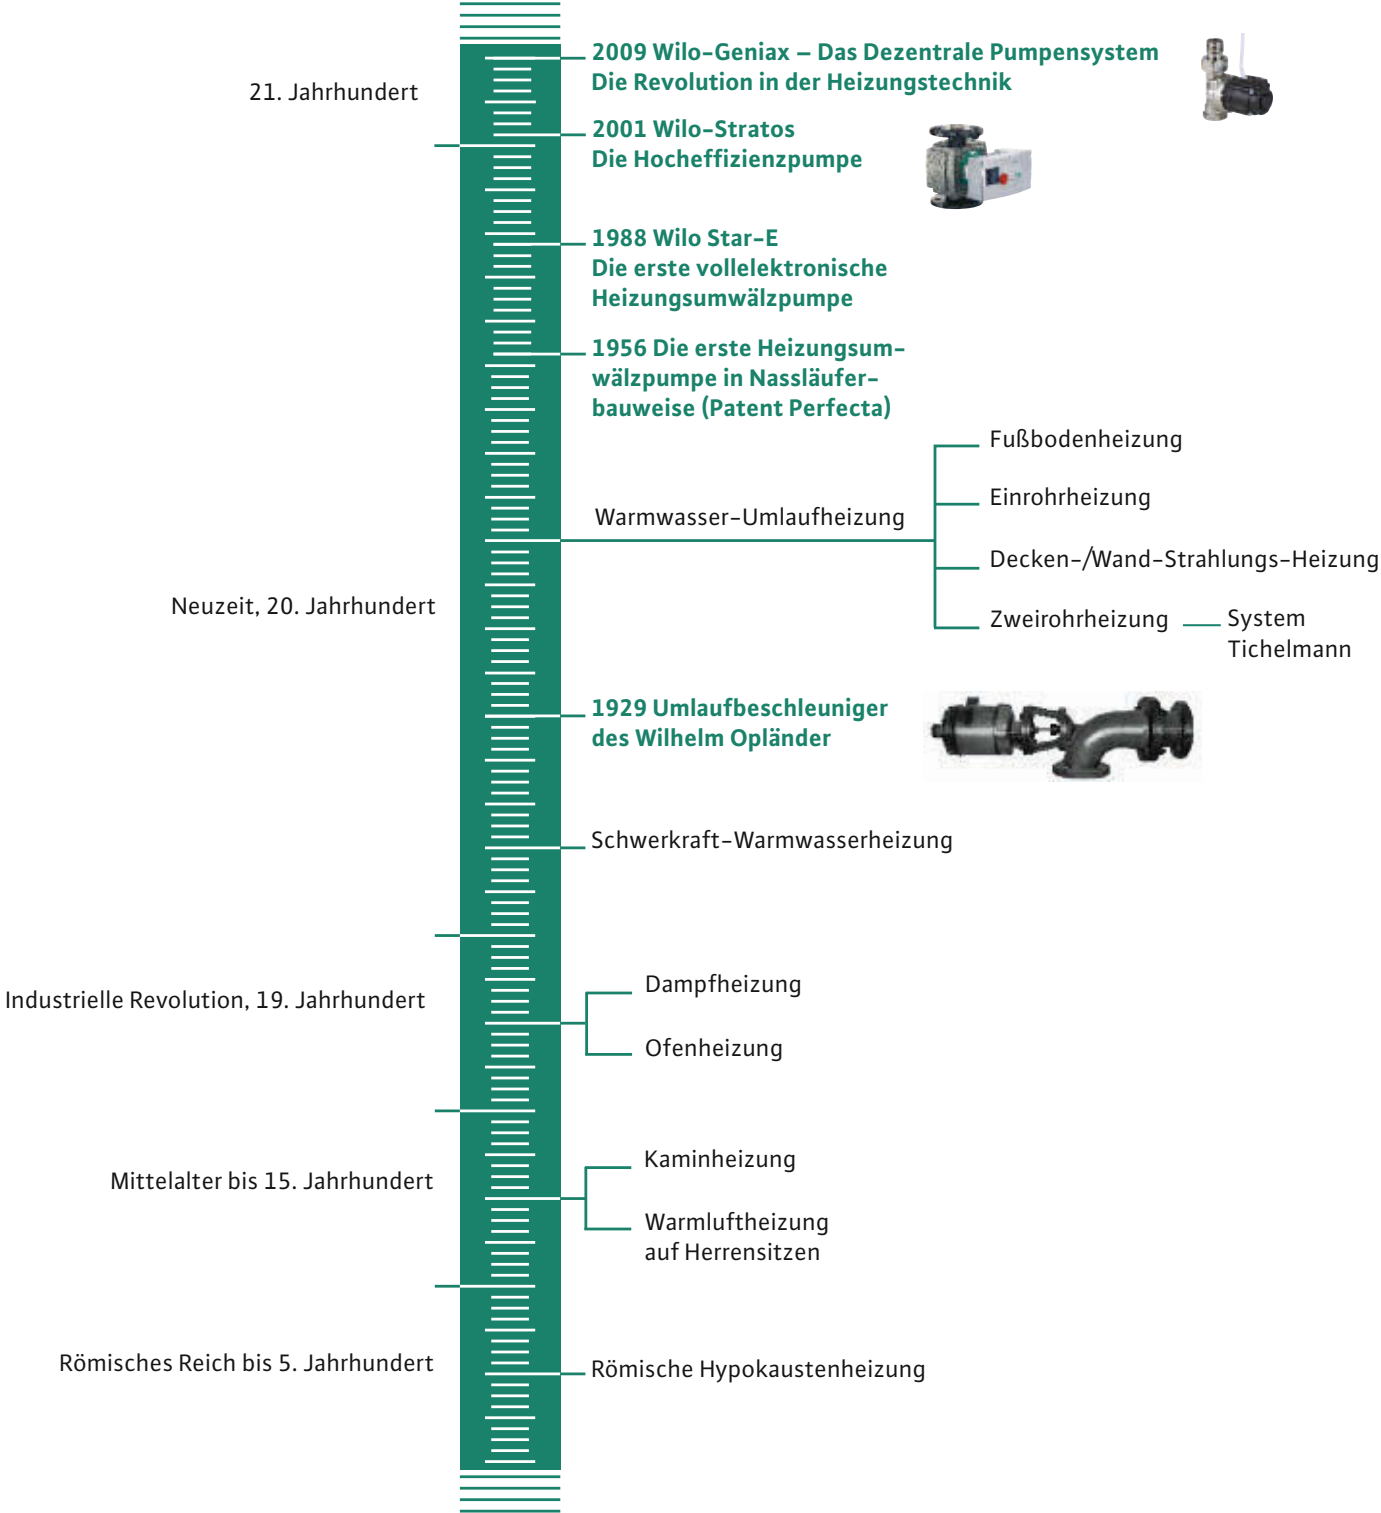 2009 Wilo-Geniax – Das Dezentrale Pumpensystem
Die Revolution in der Heizungstechnik
21. Jahrhundert
2001 Wilo-Stratos
Die Hocheffizienzpumpe
1988 Wilo Star-E
Die erste vollelektronische
Heizungsumwälzpumpe
1956 Die erste Heizungsum-
wälzpumpe in Nassläufer-
bauweise (Patent Perfecta)
Fußbodenheizung
Einrohrheizung
Warmwasser-Umlaufheizung
Decken-/Wand-Strahlungs-Heizung
Neuzeit, 20. Jahrhundert
Zweirohrheizung
System
Tichelmann
1929 Umlaufbeschleuniger
des Wilhelm Opländer
Schwerkraft-Warmwasserheizung
Dampfheizung
Industrielle Revolution, 19. Jahrhundert
Ofenheizung
Kaminheizung
Mittelalter bis 15. Jahrhundert
Warmluftheizung
auf Herrensitzen
Römisches Reich bis 5. Jahrhundert
Römische Hypokaustenheizung